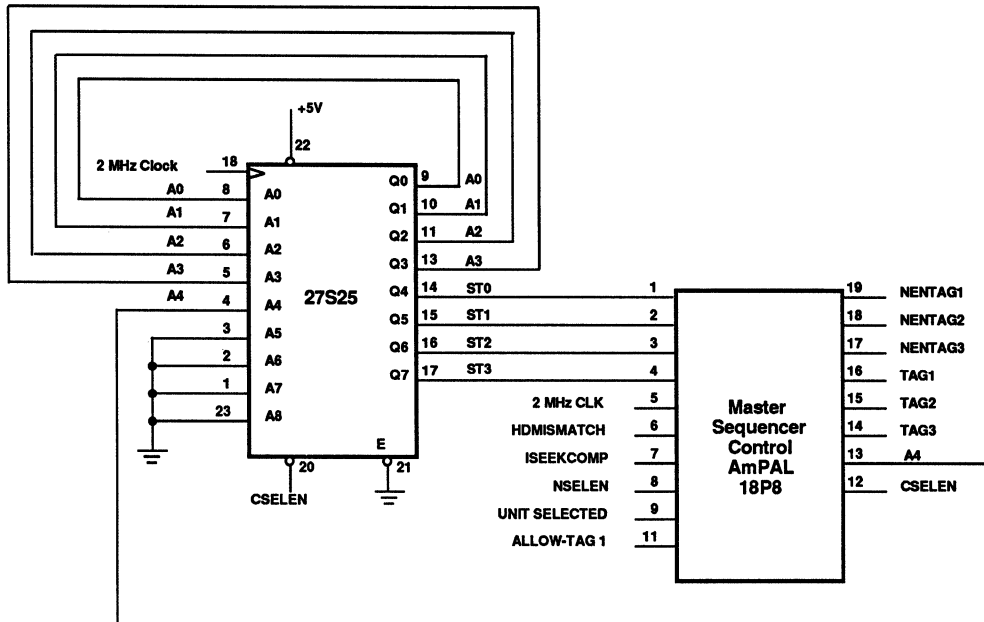 +5V
22
2 MHz Clock 18
A0 8 A0 Q0 9 A0
A1 7 A1 Q1 10 A1
A2 6 A2 Q2 11 A2
A3 5 A3 Q3 13 A3
A4 4 A4 Q4 14 ST0 1
3 A5 Q5 15 ST1 2
2 A6 Q6 16 ST2 3
1 A7 Q7 17 ST3 4
23 A8
27S25
E
20 21
CSELEN
2 MHz CLK 5
HDMISMATCH 6
ISEEKCOMP 7
NSELEN 8
UNIT SELECTED 9
ALLOW-TAG 1 11
Master
Sequencer
Control
AmPAL
18P8
19 NENTAG1
18 NENTAG2
17 NENTAG3
16 TAG1
15 TAG2
14 TAG3
13 A4
12 CSELEN